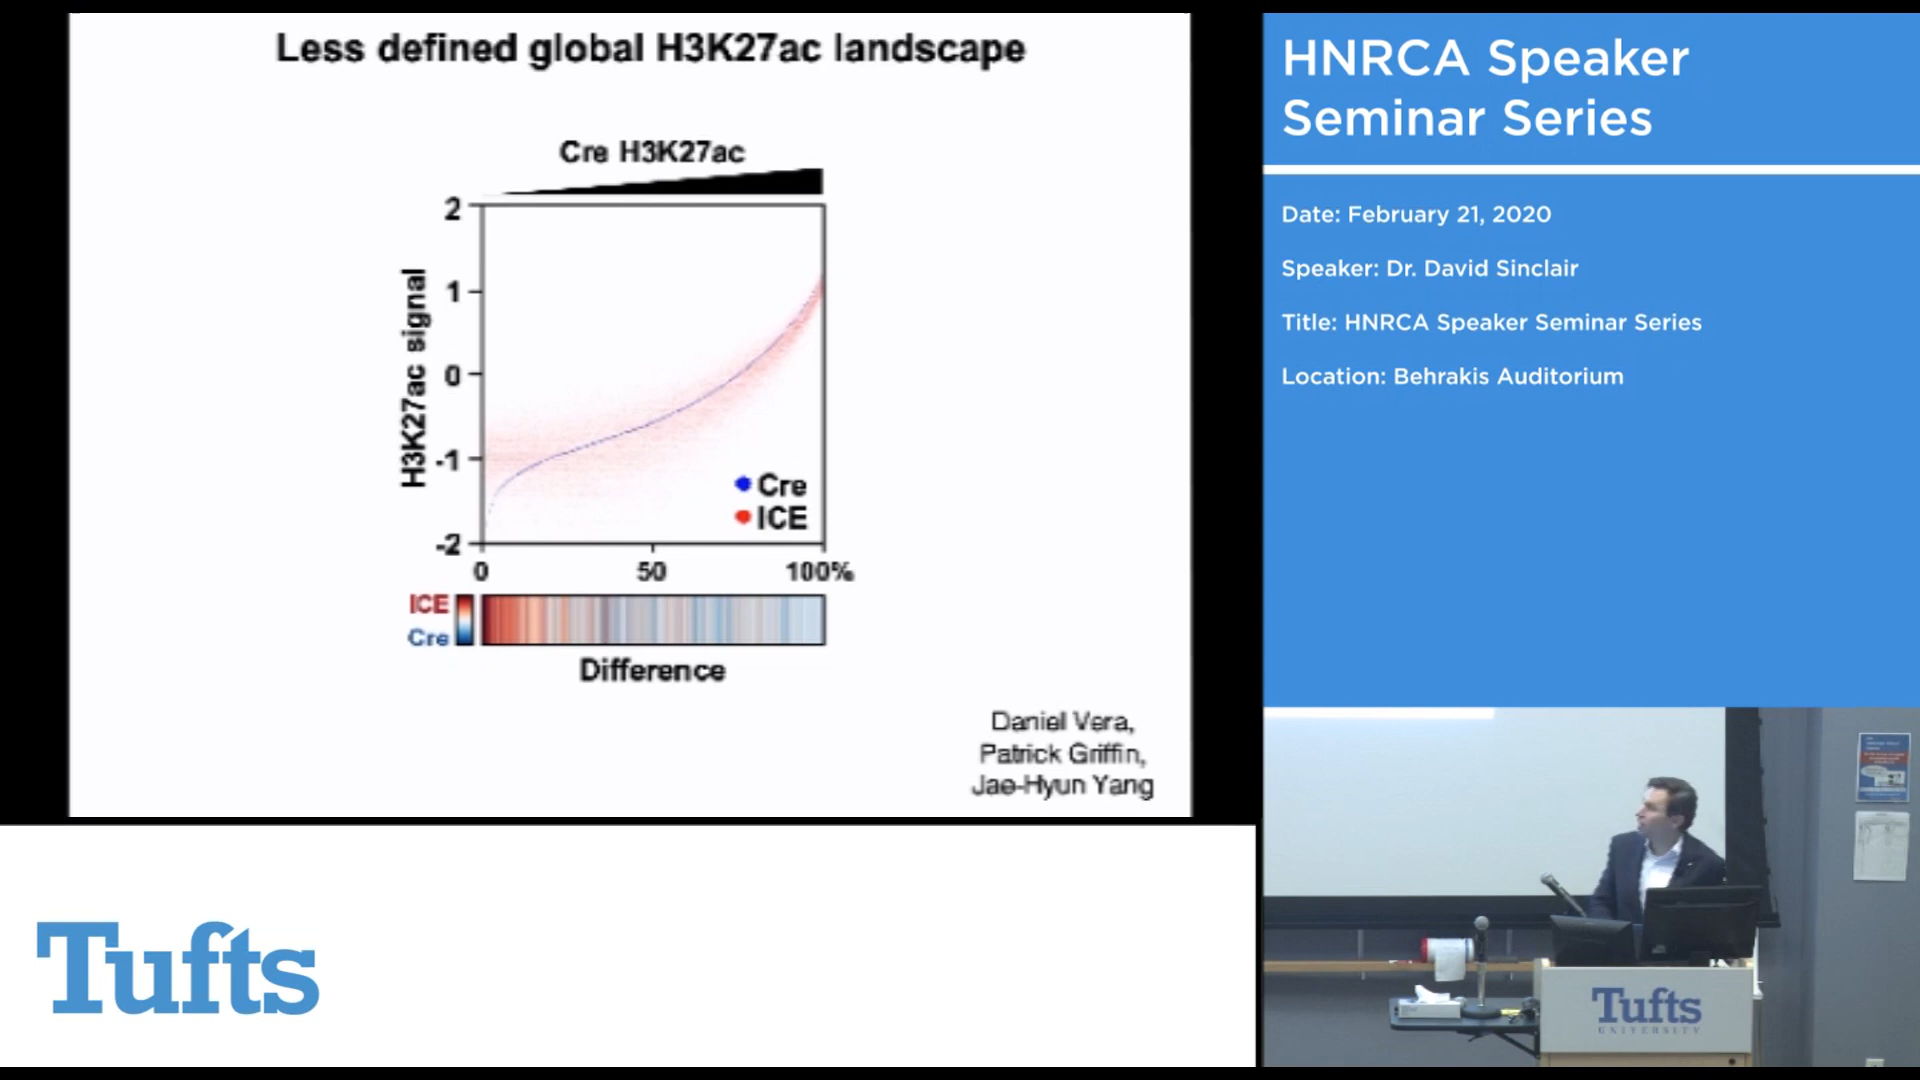 Less defined global H3K27ac landscape
Cre H3K27ac
H3K27ac signal
2
1
0
-1
-2
Cre
ICE
0 50 100%
ICE
Cre
Difference
Daniel Vera,
Patrick Griffin,
Jae-Hyun Yang
HNRCA Speaker
Seminar Series
Date: February 21, 2020
Speaker: Dr. David Sinclair
Title: HNRCA Speaker Seminar Series
Location: Behrakis Auditorium
Tufts
Tufts
UNIVERSITY